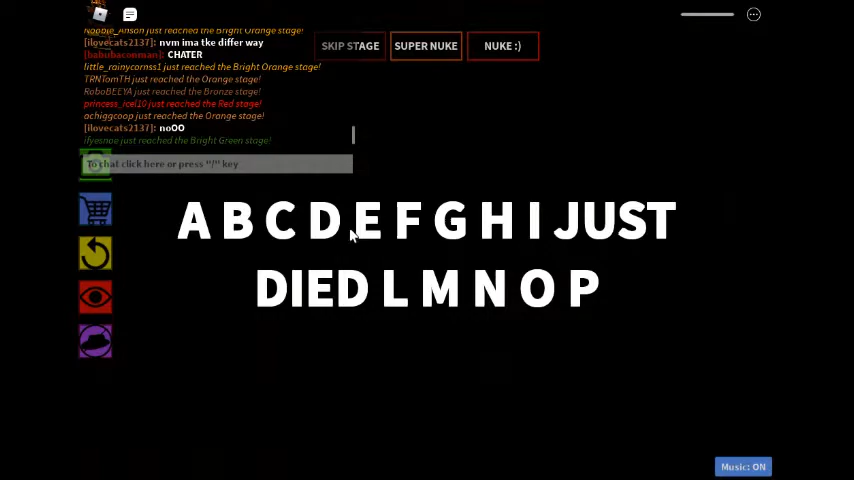 Noobie_Anson just reached the Bright Orange stage!
[ilovecats2137]: nvm ima tke differ way
[babubaconman]: CHATER
little_rainycornss1 just reached the Bright Orange stage!
TRNTomTH just reached the Orange stage!
RoboBEEYA just reached the Bronze stage!
princess_rcel10 just reached the Red stage!
achiggcoop just reached the Orange stage!
[ilovecats2137]: noOO
ifyesnoe just reached the Bright Green stage!
To chat click here or press "/" key
SKIP STAGE
SUPER NUKE
NUKE :)
A B C D E F G H I JUST
DIED L M N O P
Music: ON